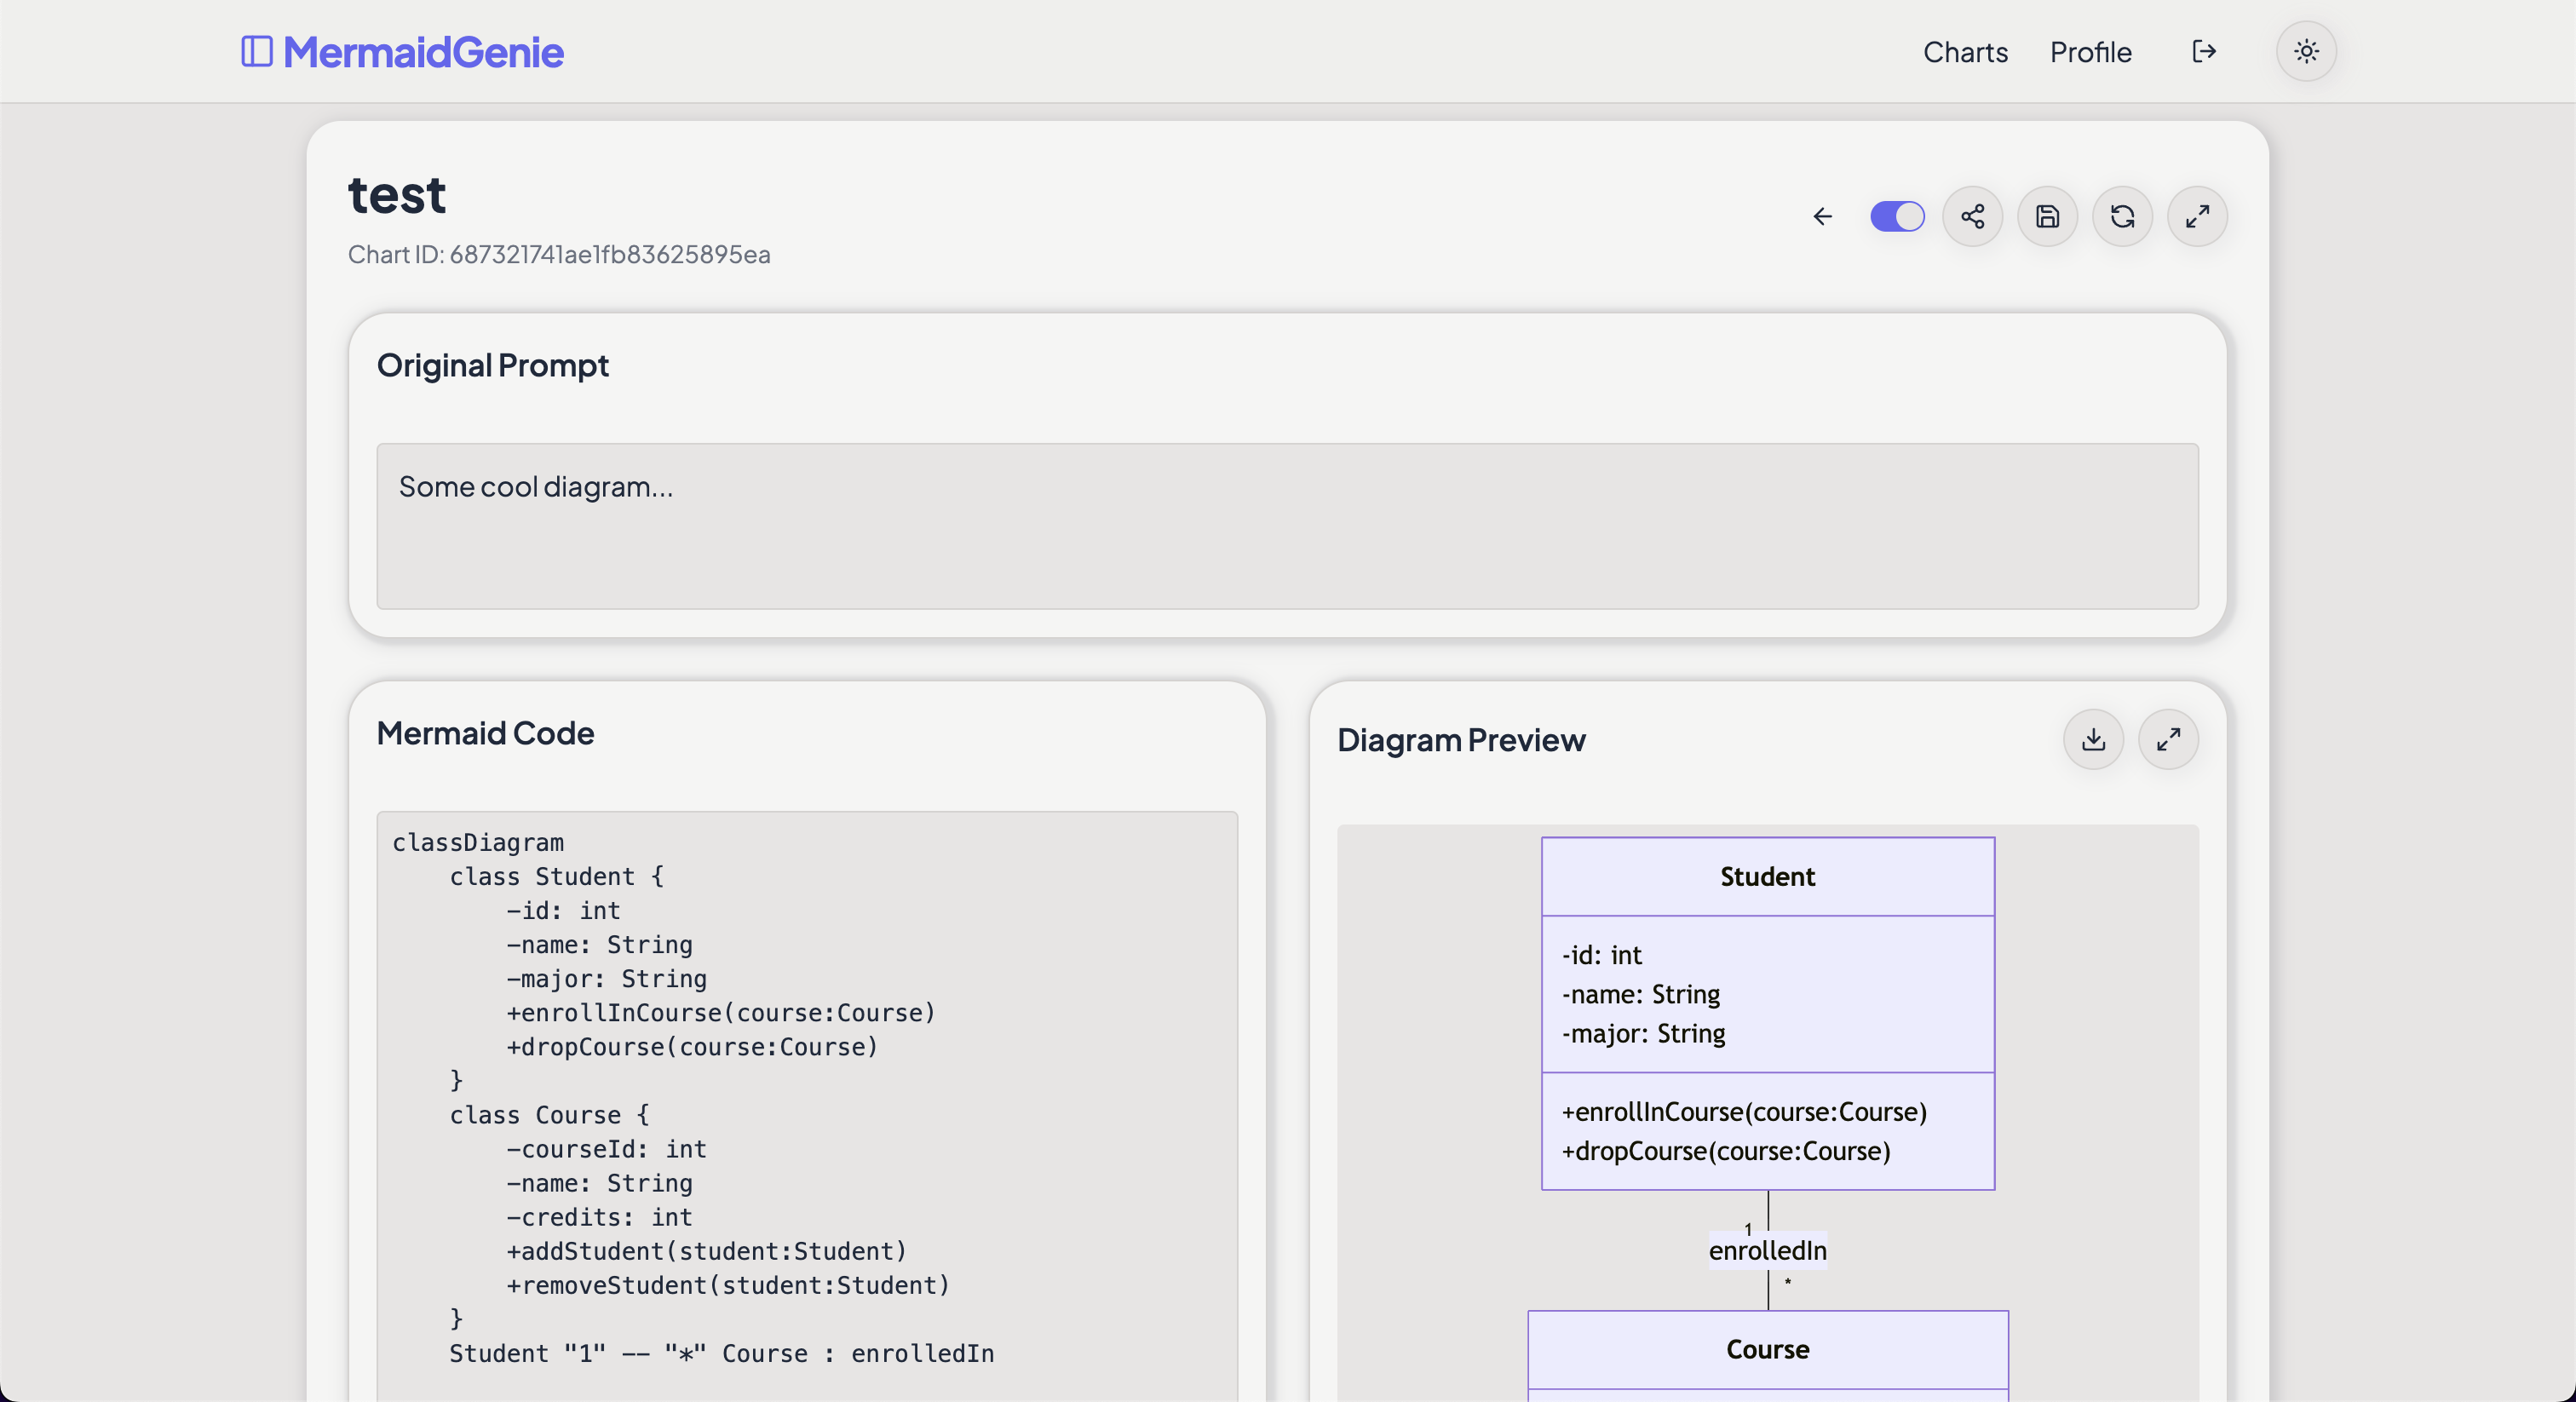 MermaidGenie
Charts
Profile
test
Chart ID: 687321741ae1fb83625895ea
Original Prompt
Some cool diagram...
Mermaid Code
classDiagram
    class Student {
        -id: int
        -name: String
        -major: String
        +enrollInCourse(course:Course)
        +dropCourse(course:Course)
    }
    class Course {
        -courseId: int
        -name: String
        -credits: int
        +addStudent(student:Student)
        +removeStudent(student:Student)
    }
    Student "1" -- "*" Course : enrolledIn
Diagram Preview
Student
-id: int
-name: String
-major: String
+enrollInCourse(course:Course)
+dropCourse(course:Course)
1
enrolledIn
*
Course